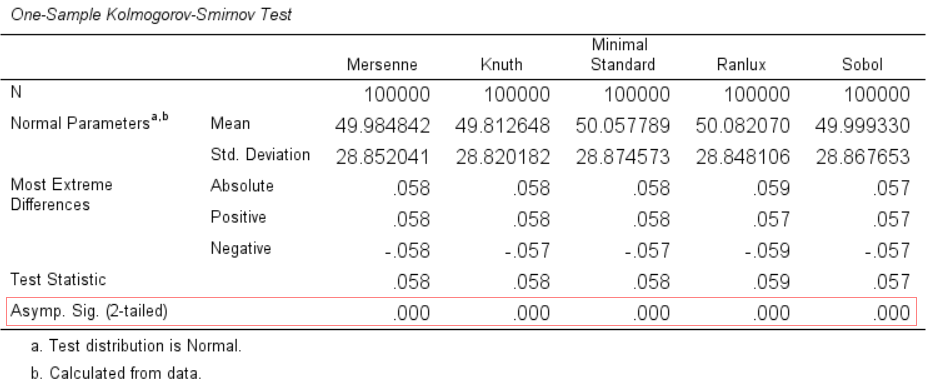 One-Sample Kolmogorov-Smirnov Test
Mersenne Knuth Minimal Standard Ranlux Sobol
N 100000 100000 100000 100000 100000
Normal Parametersa,b Mean 49.984842 49.812648 50.057789 50.082070 49.999330
Std. Deviation 28.852041 28.820182 28.874573 28.848106 28.867653
Most Extreme Differences Absolute .058 .058 .058 .059 .057
Positive .058 .058 .058 .057 .057
Negative -.058 -.057 -.057 -.059 -.057
Test Statistic .058 .058 .058 .059 .057
Asymp. Sig. (2-tailed) .000 .000 .000 .000 .000
a. Test distribution is Normal.
b. Calculated from data.